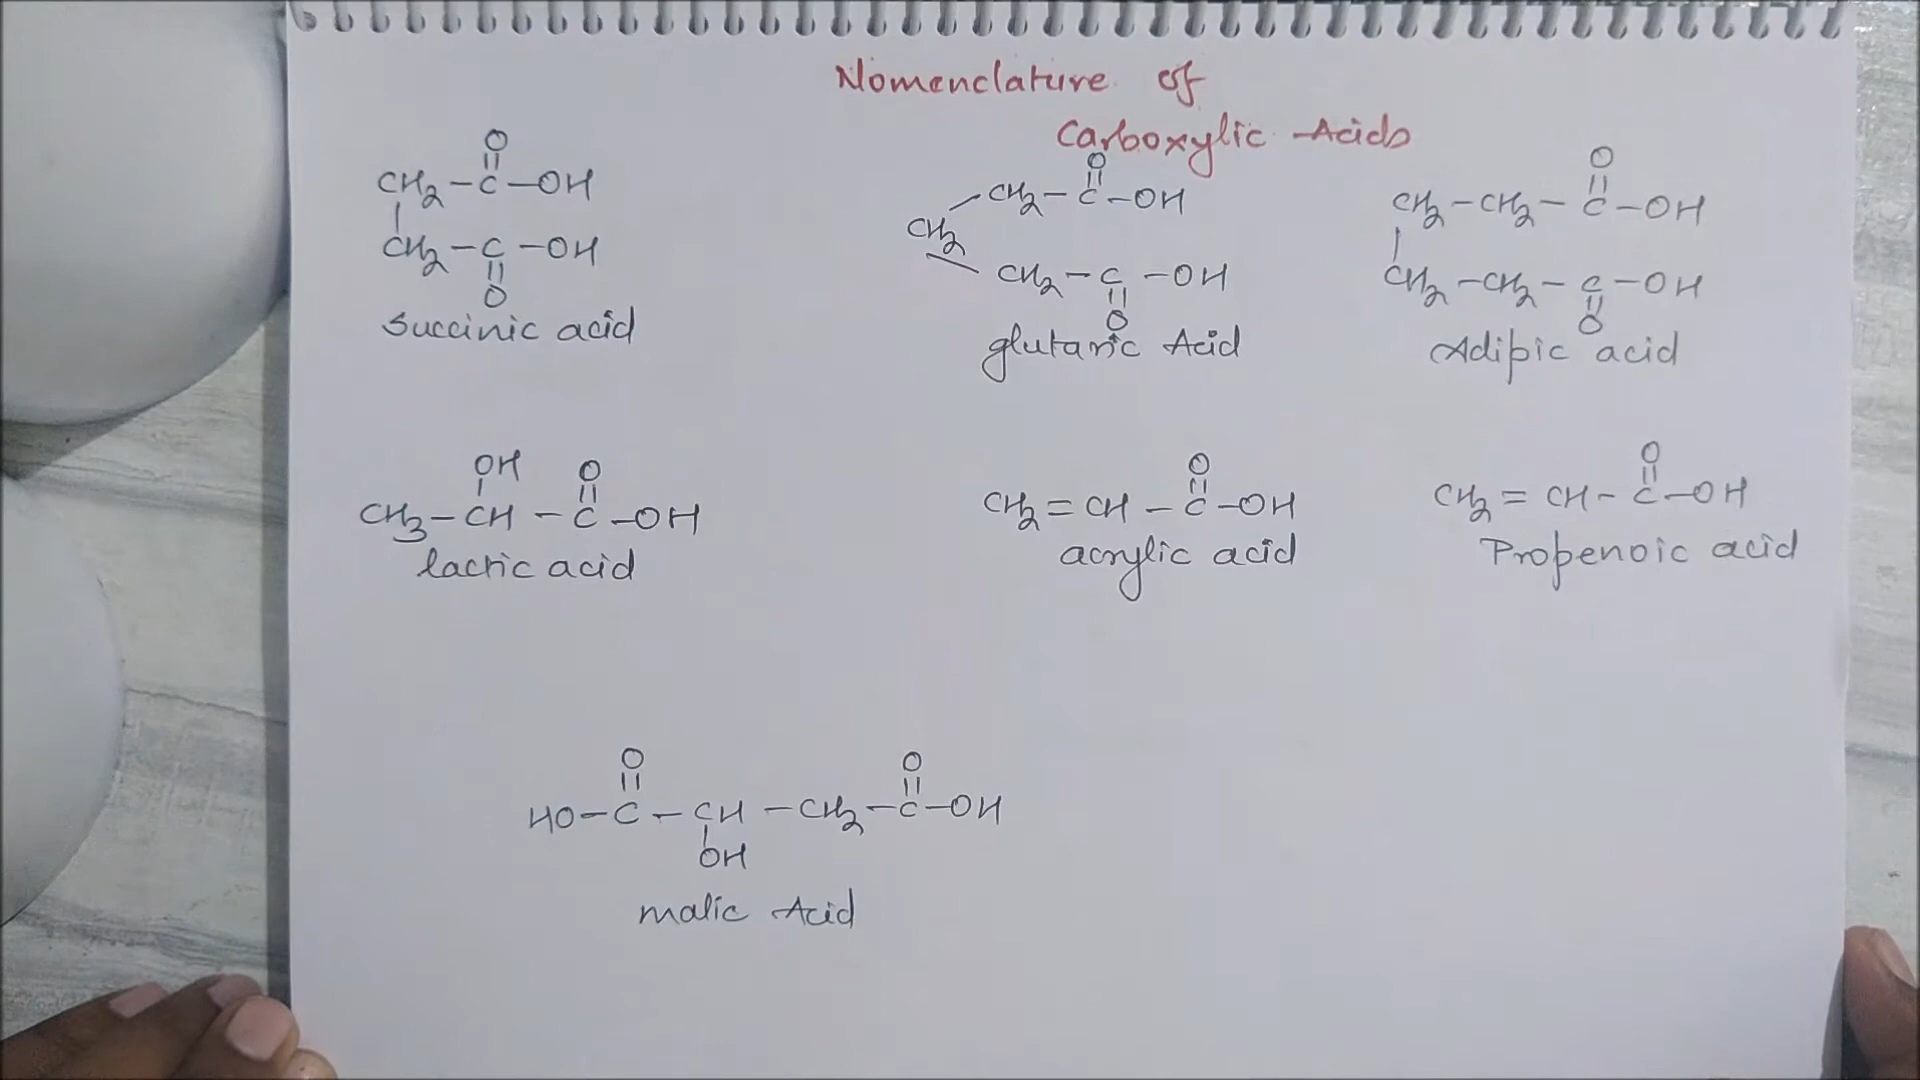 Nomenclature of
Carboxylic Acids
O
||
CH2-C-OH
|
CH2-C-OH
||
O
Succinic acid
O
||
CH2-C-OH
CH2
CH2-C-OH
||
O
glutaric Acid
O
||
CH2-CH2-C-OH
|
CH2-CH2-C-OH
||
O
Adipic acid
OH O
| ||
CH3-CH-C-OH
lactic acid
O
||
CH2=CH-C-OH
acrylic acid
O
||
CH2=CH-C-OH
Propenoic acid
O O
|| ||
HO-C-CH-CH2-C-OH
|
OH
malic Acid